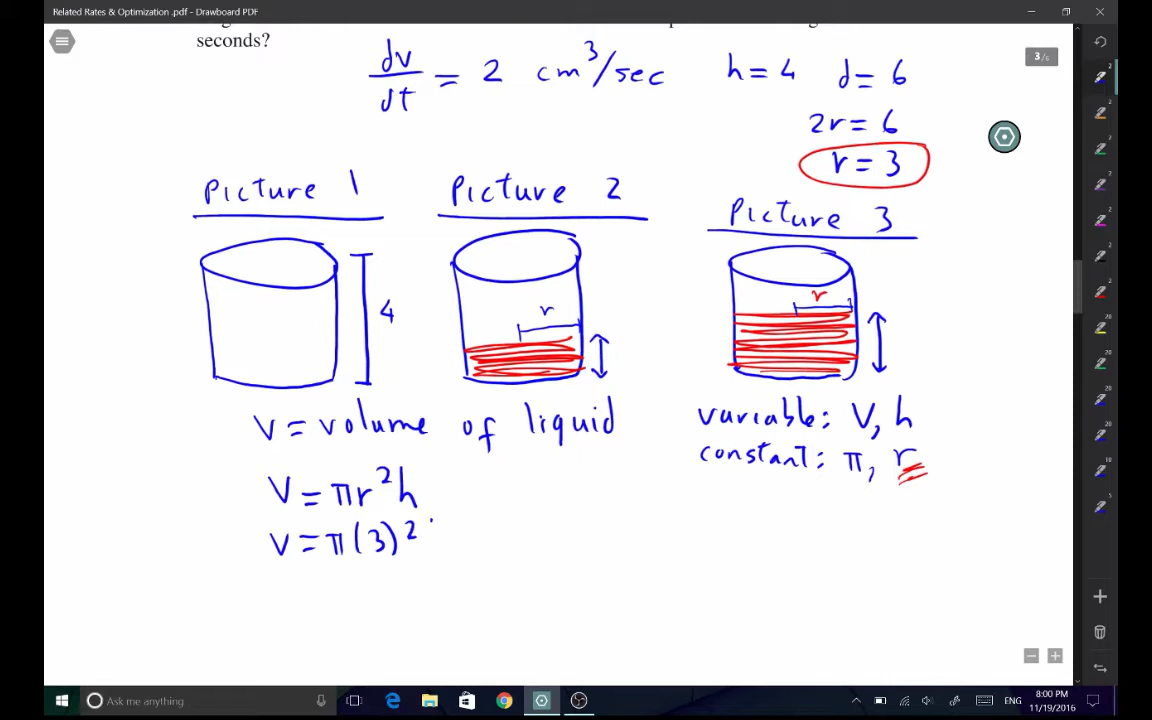 Related Rates & Optimization .pdf - Drawboard PDF
seconds?
3/6
dv/dt = 2 cm³/sec
h = 4
d = 6
2r = 6
r = 3
Picture 1
Picture 2
Picture 3
4
r
r
V = volume of liquid
variable: V, h
constant: π, r
V = πr²h
V = π(3)²
Ask me anything
ENG
8:00 PM
11/19/2016